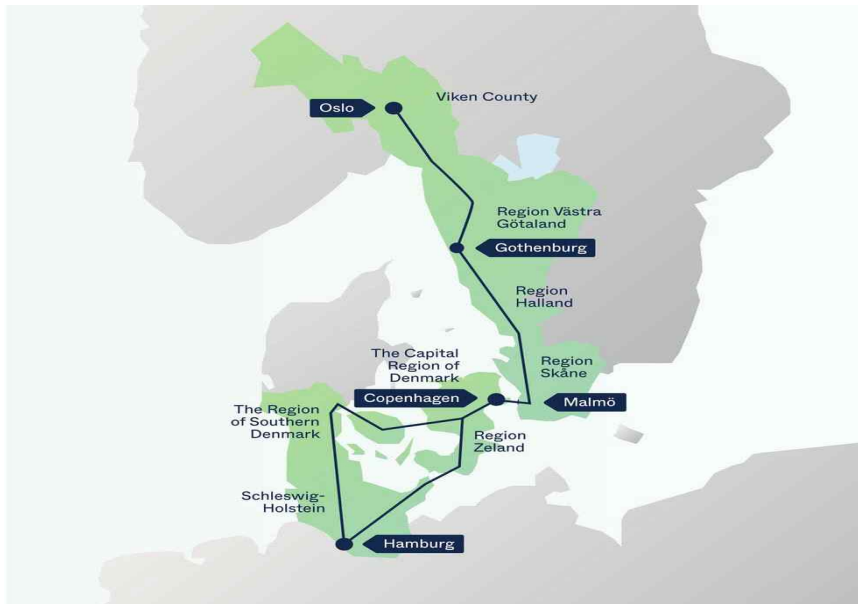 Viken County
Oslo
Region Västra
Götaland
Gothenburg
Region
Halland
The Capital
Region of
Denmark
Region
Skåne
Copenhagen
Malmö
The Region
of Southern
Denmark
Region
Zeland
Schleswig-
Holstein
Hamburg